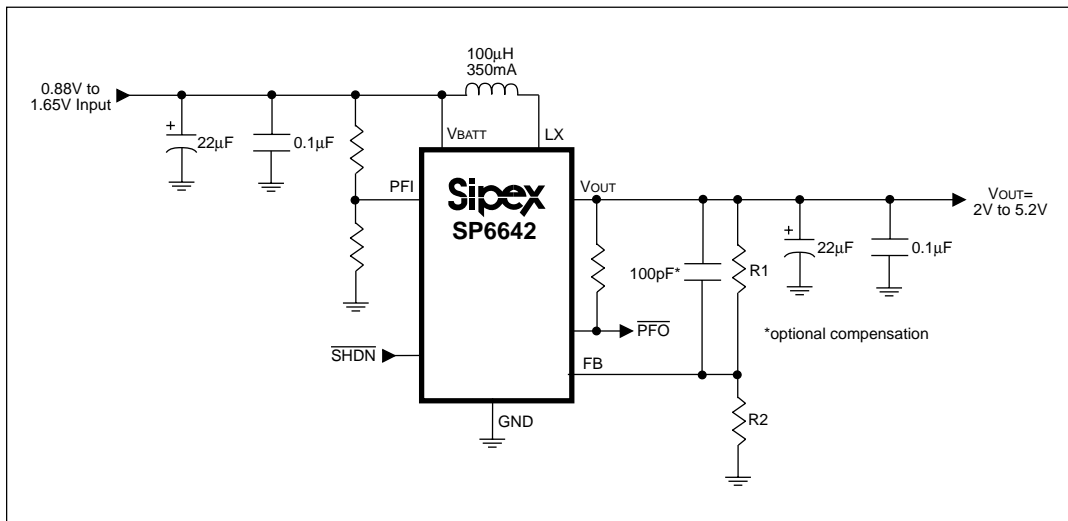 100µH
350mA
0.88V to
1.65V Input
+
22µF
0.1µF
VBATT
LX
PFI
Sipex
SP6642
VOUT
VOUT=
2V to 5.2V
+
22µF
0.1µF
100pF*
R1
PFO
*optional compensation
SHDN
FB
R2
GND